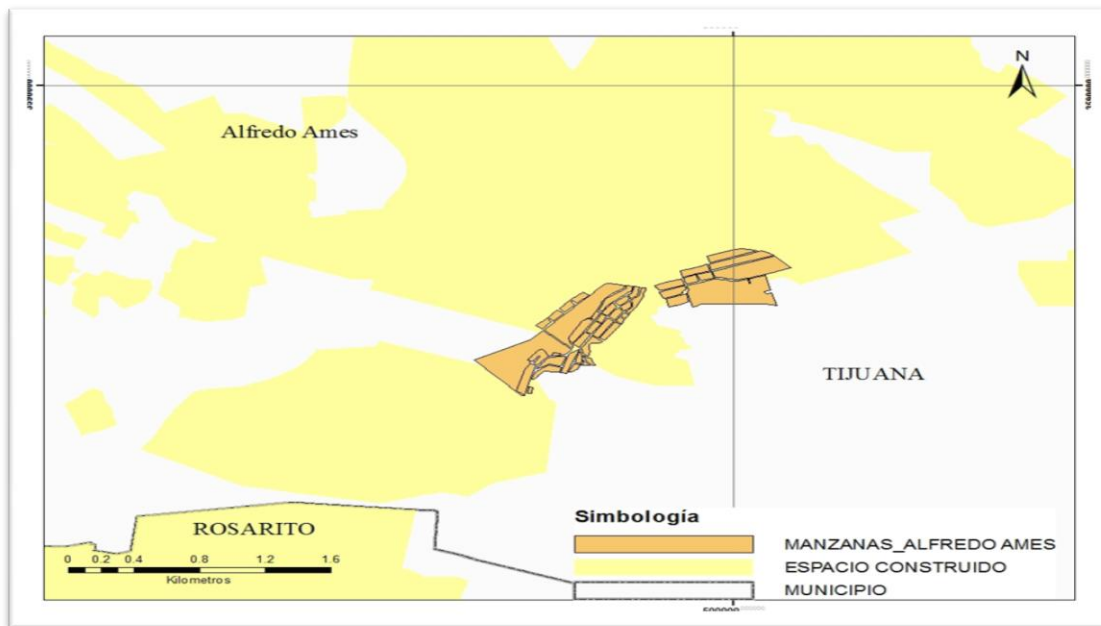 N
Alfredo Ames
TIJUANA
ROSARITO
0 0.2 0.4 0.8 1.2 1.6
Kilometros
Simbología
MANZANAS_ALFREDO AMES
ESPACIO CONSTRUIDO
MUNICIPIO